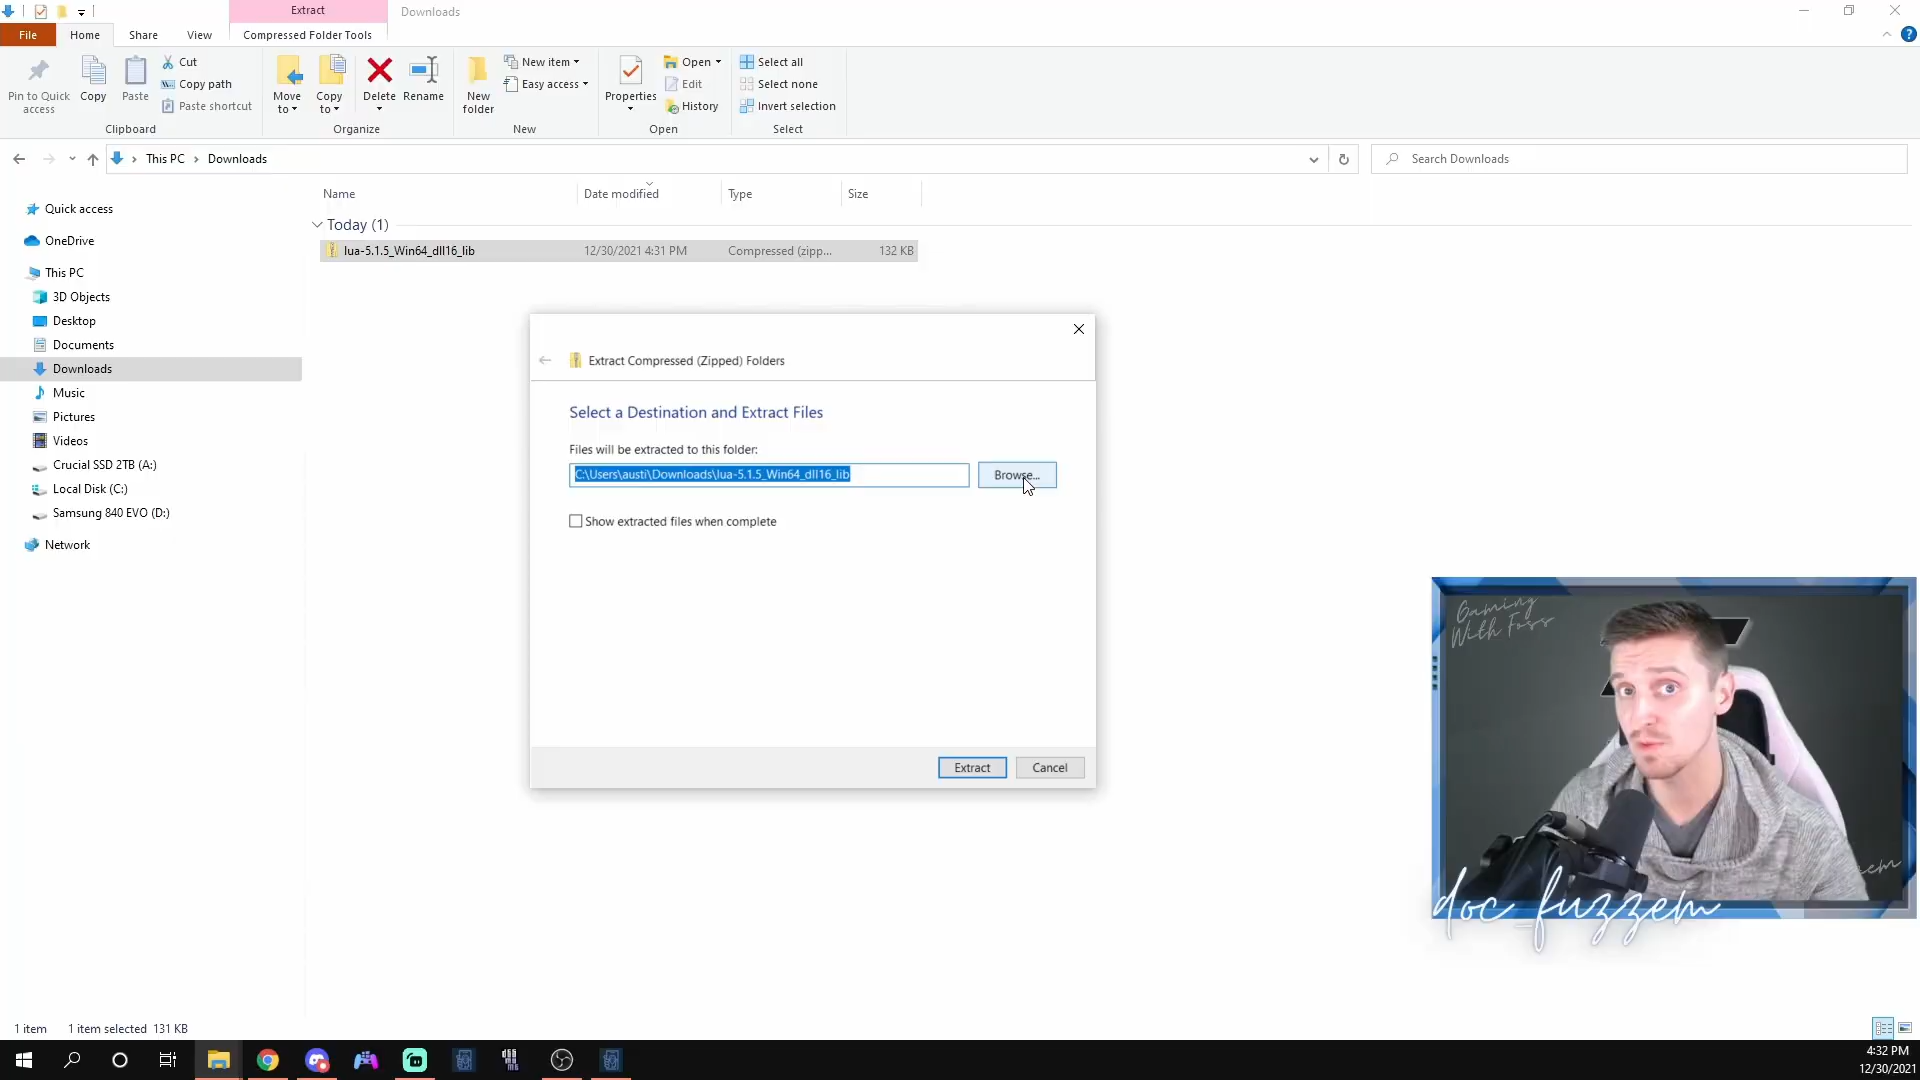 Extract
Downloads
File
Home
Share
View
Compressed Folder Tools
Pin to Quick access
Copy
Paste
Cut
Copy path
Paste shortcut
Clipboard
Move to
Copy to
Delete
Rename
Organize
New folder
New item
Easy access
New
Properties
Open
Edit
History
Open
Select all
Select none
Invert selection
Select
This PC > Downloads
Search Downloads
Name
Date modified
Type
Size
Today (1)
lua-5.1.5_Win64_dll16_lib
12/30/2021 4:31 PM
Compressed (zipp...
132 KB
Quick access
OneDrive
This PC
3D Objects
Desktop
Documents
Downloads
Music
Pictures
Videos
Crucial SSD 2TB (A:)
Local Disk (C:)
Samsung 840 EVO (D:)
Network
Extract Compressed (Zipped) Folders
Select a Destination and Extract Files
Files will be extracted to this folder:
C:\Users\austi\Downloads\lua-5.1.5_Win64_dll16_lib
Browse...
Show extracted files when complete
Extract
Cancel
Gaming
With Foss
doc_fuzzem
1 item
1 item selected 131 KB
4:32 PM
12/30/2021